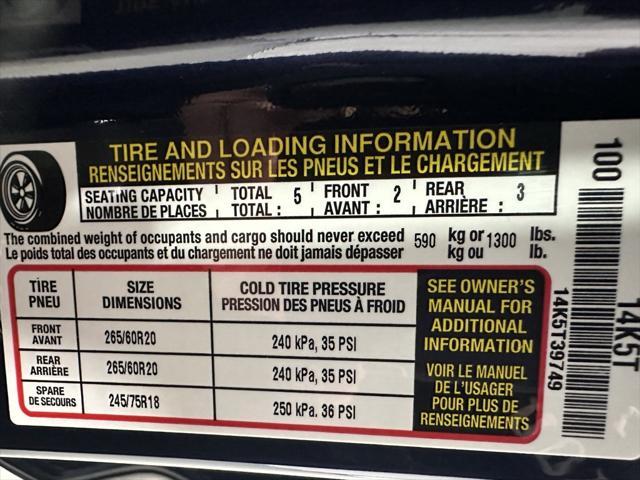 TIRE AND LOADING INFORMATION
RENSEIGNEMENTS SUR LES PNEUS ET LE CHARGEMENT
SEATING CAPACITY TOTAL 5 FRONT 2 REAR 3
NOMBRE DE PLACES TOTAL : AVANT : ARRIÈRE :
The combined weight of occupants and cargo should never exceed 590 kg or 1300 lbs.
Le poids total des occupants et du chargement ne doit jamais dépasser kg ou lb.
TIRE SIZE COLD TIRE PRESSURE
PNEU DIMENSIONS PRESSION DES PNEUS À FROID
FRONT
AVANT 265/60R20 240 kPa, 35 PSI
REAR
ARRIÈRE 265/60R20 240 kPa, 35 PSI
SPARE
DE SECOURS 245/75R18 250 kPa. 36 PSI
SEE OWNER'S
MANUAL FOR
ADDITIONAL
INFORMATION
VOIR LE MANUEL
DE L'USAGER
POUR PLUS DE
RENSEIGNEMENTS
100
14K5T39749
14K5T